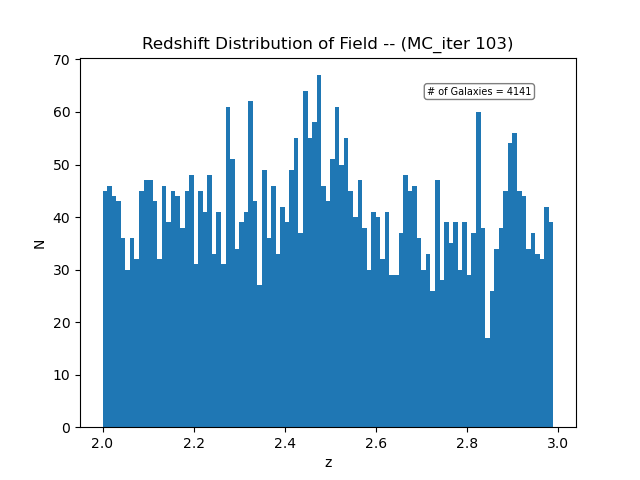 Redshift Distribution of Field -- (MC_iter 103)
# of Galaxies = 4141
70
60
50
40
30
20
10
0
N
2.0 2.2 2.4 2.6 2.8 3.0
z